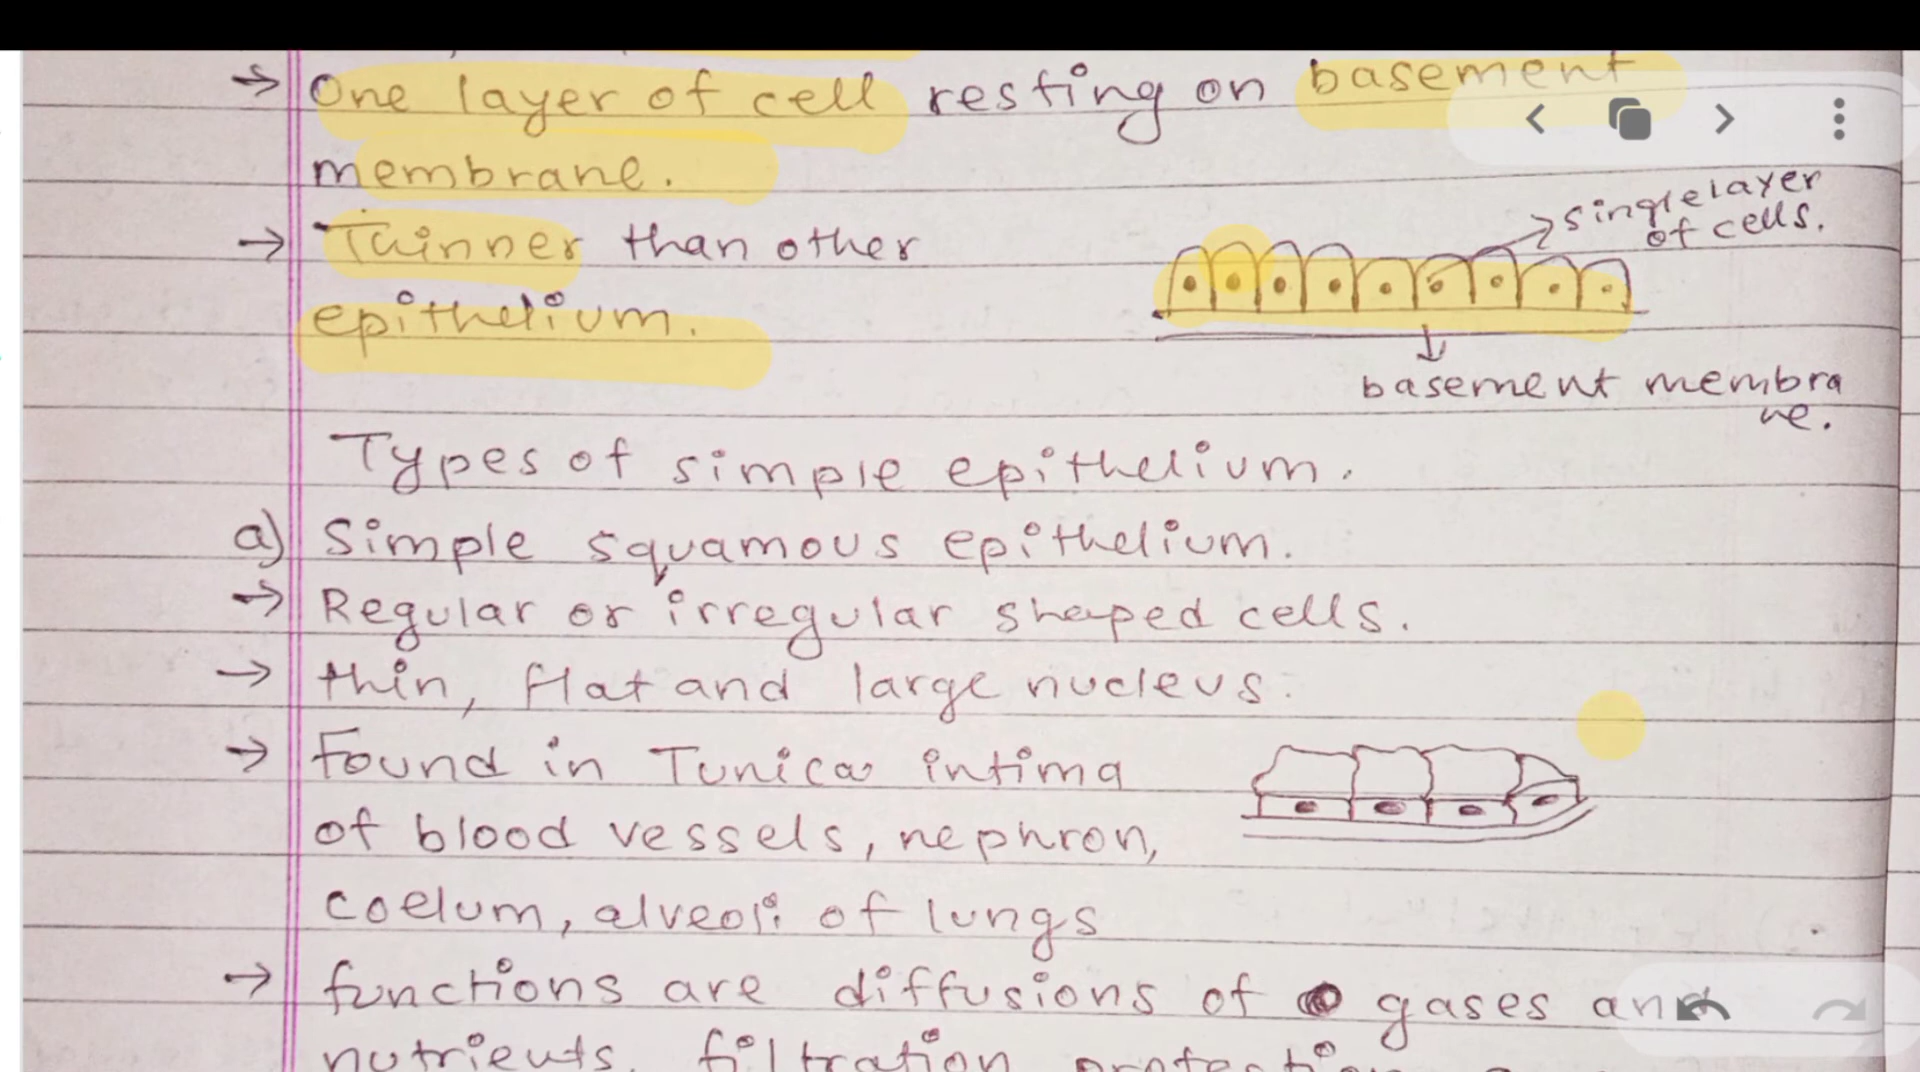 → One layer of cell resting on basement
membrane.
→ Thinner than other
epithelium.
→ single layer
of cells.
↓
basement membra
ne.
Types of simple epithelium.
a) Simple squamous epithelium.
→ Regular or irregular shaped cells.
→ thin, flat and large nucleus.
→ Found in Tunica intima
of blood vessels, nephron,
coelum, alveoli of lungs
→ functions are diffusions of gases and
nutrients, filtration protection